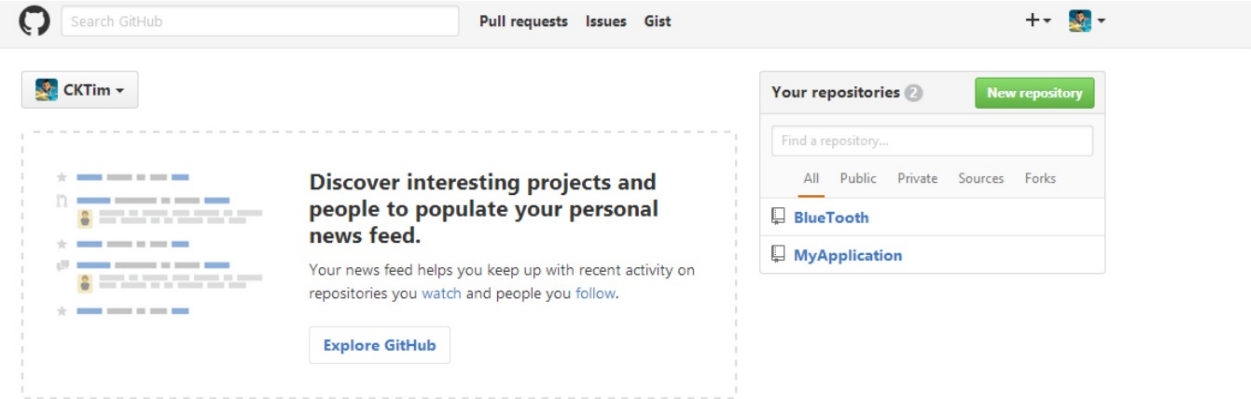 Search GitHub
Pull requests Issues Gist
CKTim
Discover interesting projects and
people to populate your personal
news feed.
Your news feed helps you keep up with recent activity on
repositories you watch and people you follow.
Explore GitHub
Your repositories 2
New repository
Find a repository...
All Public Private Sources Forks
BlueTooth
MyApplication